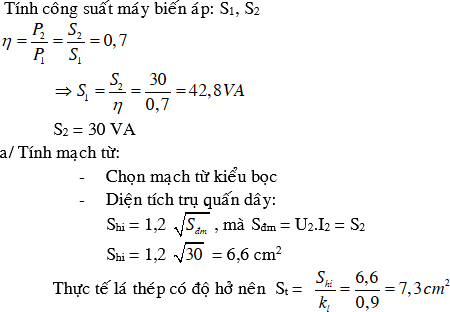 Tính công suất máy biến áp: S1, S2
η = P₂/P₁ = S₂/S₁ = 0,7
⇒ S₁ = S₂/η = 30/0,7 = 42,8VA
S2 = 30 VA
a/ Tính mạch từ:
- Chọn mạch từ kiểu bọc
- Diện tích trụ quấn dây:
Shi = 1,2 √Sđm , mà Sđm = U2.I2 = S2
Shi = 1,2 √30 = 6,6 cm²
Thực tế lá thép có độ hở nên St = Shi/kl = 6,6/0,9 = 7,3cm²